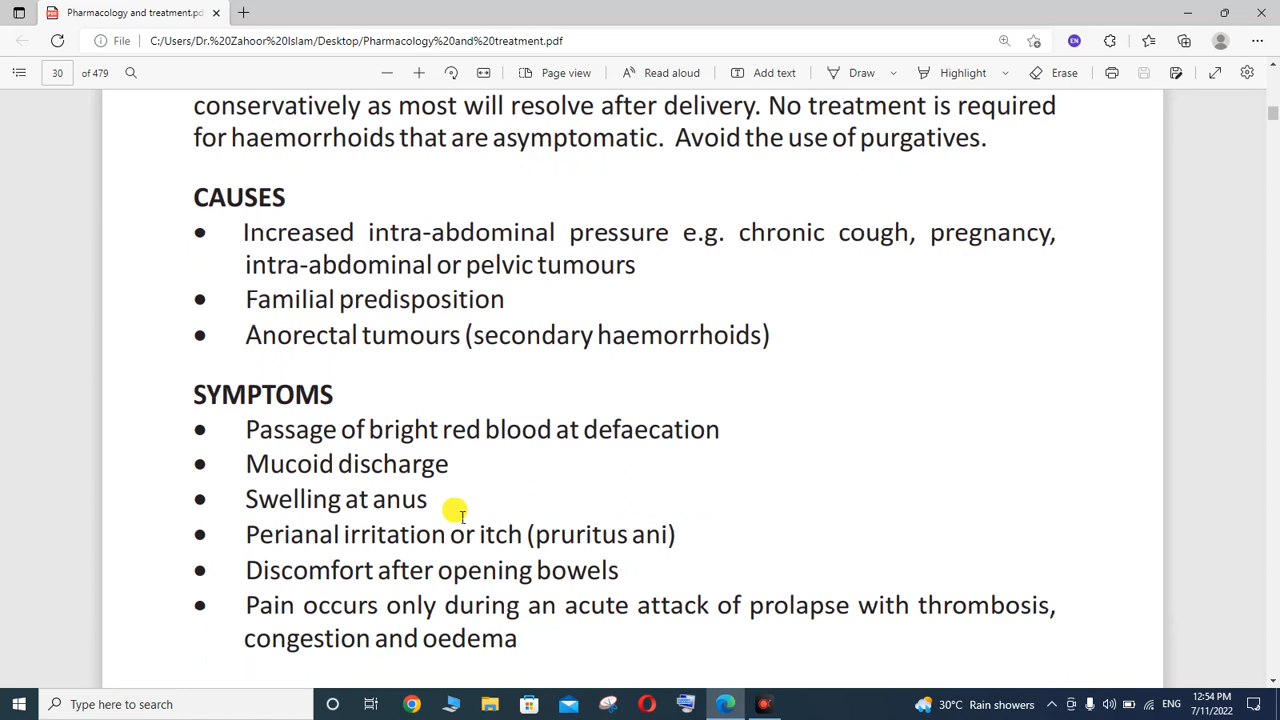 Pharmacology and treatment.pd
File C:/Users/Dr.%20Zahoor%20Islam/Desktop/Pharmacology%20and%20treatment.pdf
EN
30 of 479 Page view Read aloud Add text Draw Highlight Erase
conservatively as most will resolve after delivery. No treatment is required
for haemorrhoids that are asymptomatic. Avoid the use of purgatives.
CAUSES
• Increased intra-abdominal pressure e.g. chronic cough, pregnancy,
intra-abdominal or pelvic tumours
• Familial predisposition
• Anorectal tumours (secondary haemorrhoids)
SYMPTOMS
• Passage of bright red blood at defaecation
• Mucoid discharge
• Swelling at anus
• Perianal irritation or itch (pruritus ani)
• Discomfort after opening bowels
• Pain occurs only during an acute attack of prolapse with thrombosis,
congestion and oedema
Type here to search 30°C Rain showers ENG 12:54 PM
7/11/2022